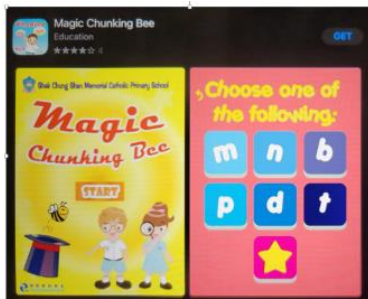 Magic Chunking Bee
Education
4
GET
Shek Chung Shan Memorial Catholic Primary School
Magic
Chunking Bee
START
Choose one of
the following:
m n b
p d t